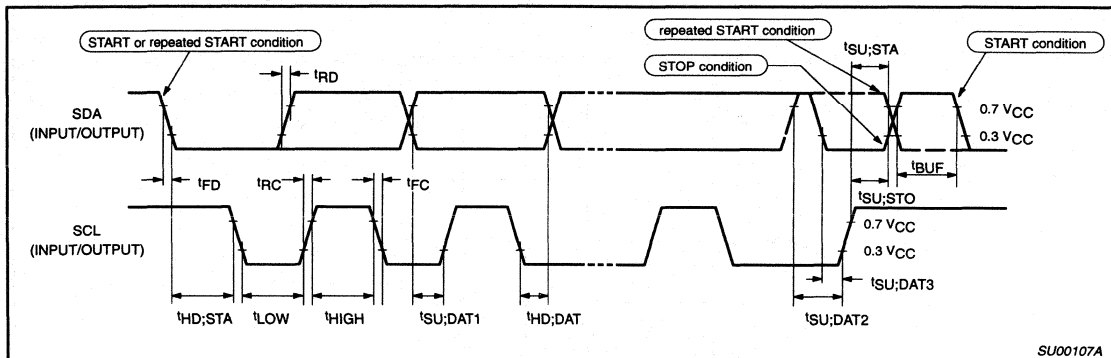 START or repeated START condition
repeated START condition
tSU;STA
START condition
STOP condition
tRD
SDA
(INPUT/OUTPUT)
0.7 VCC
0.3 VCC
tFD
tRC
tFC
tBUF
tSU;STO
SCL
(INPUT/OUTPUT)
0.7 VCC
0.3 VCC
tSU;DAT3
tHD;STA
tLOW
tHIGH
tSU;DAT1
tHD;DAT
tSU;DAT2
SU00107A